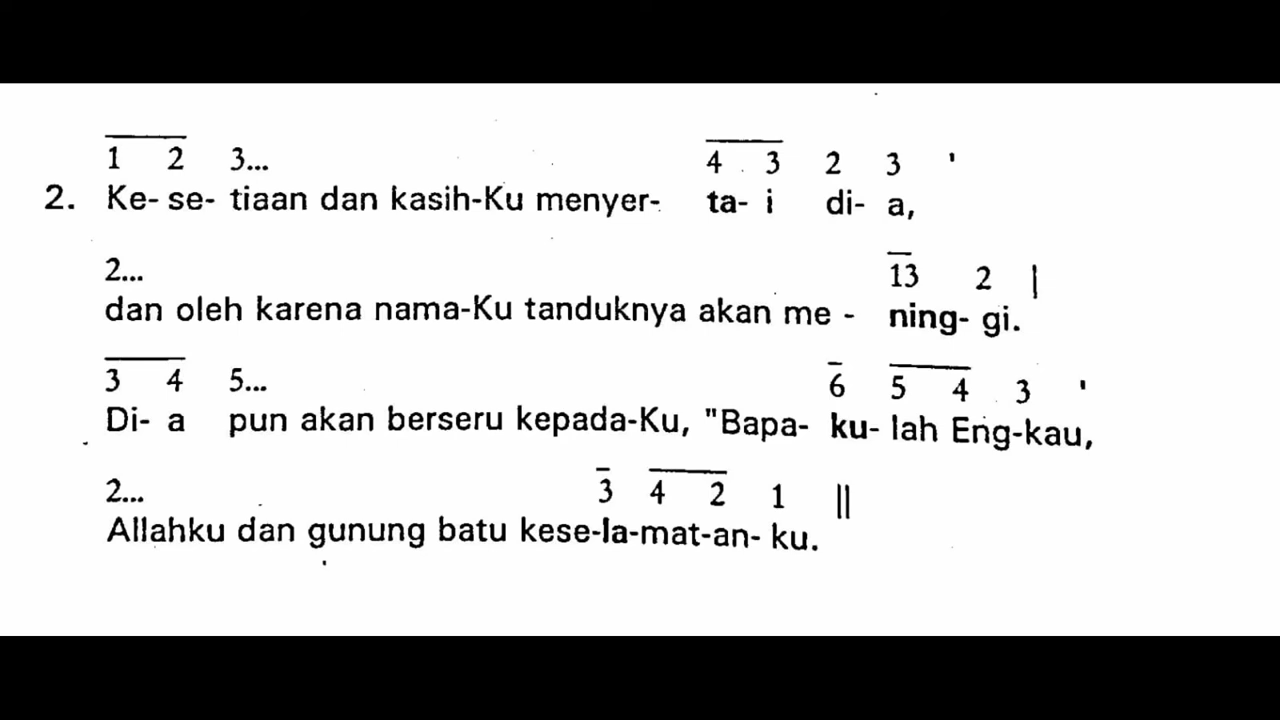 1 2 3... 4 3 2 3 '
2. Ke- se- tiaan dan kasih-Ku menyer- ta- i di- a,
2... 13 2 |
dan oleh karena nama-Ku tanduknya akan me - ning- gi.
3 4 5... 6 5 4 3 '
Di- a pun akan berseru kepada-Ku, "Bapa- ku- lah Eng-kau,
2... 3 4 2 1 ||
Allahku dan gunung batu kese-la-mat-an- ku.